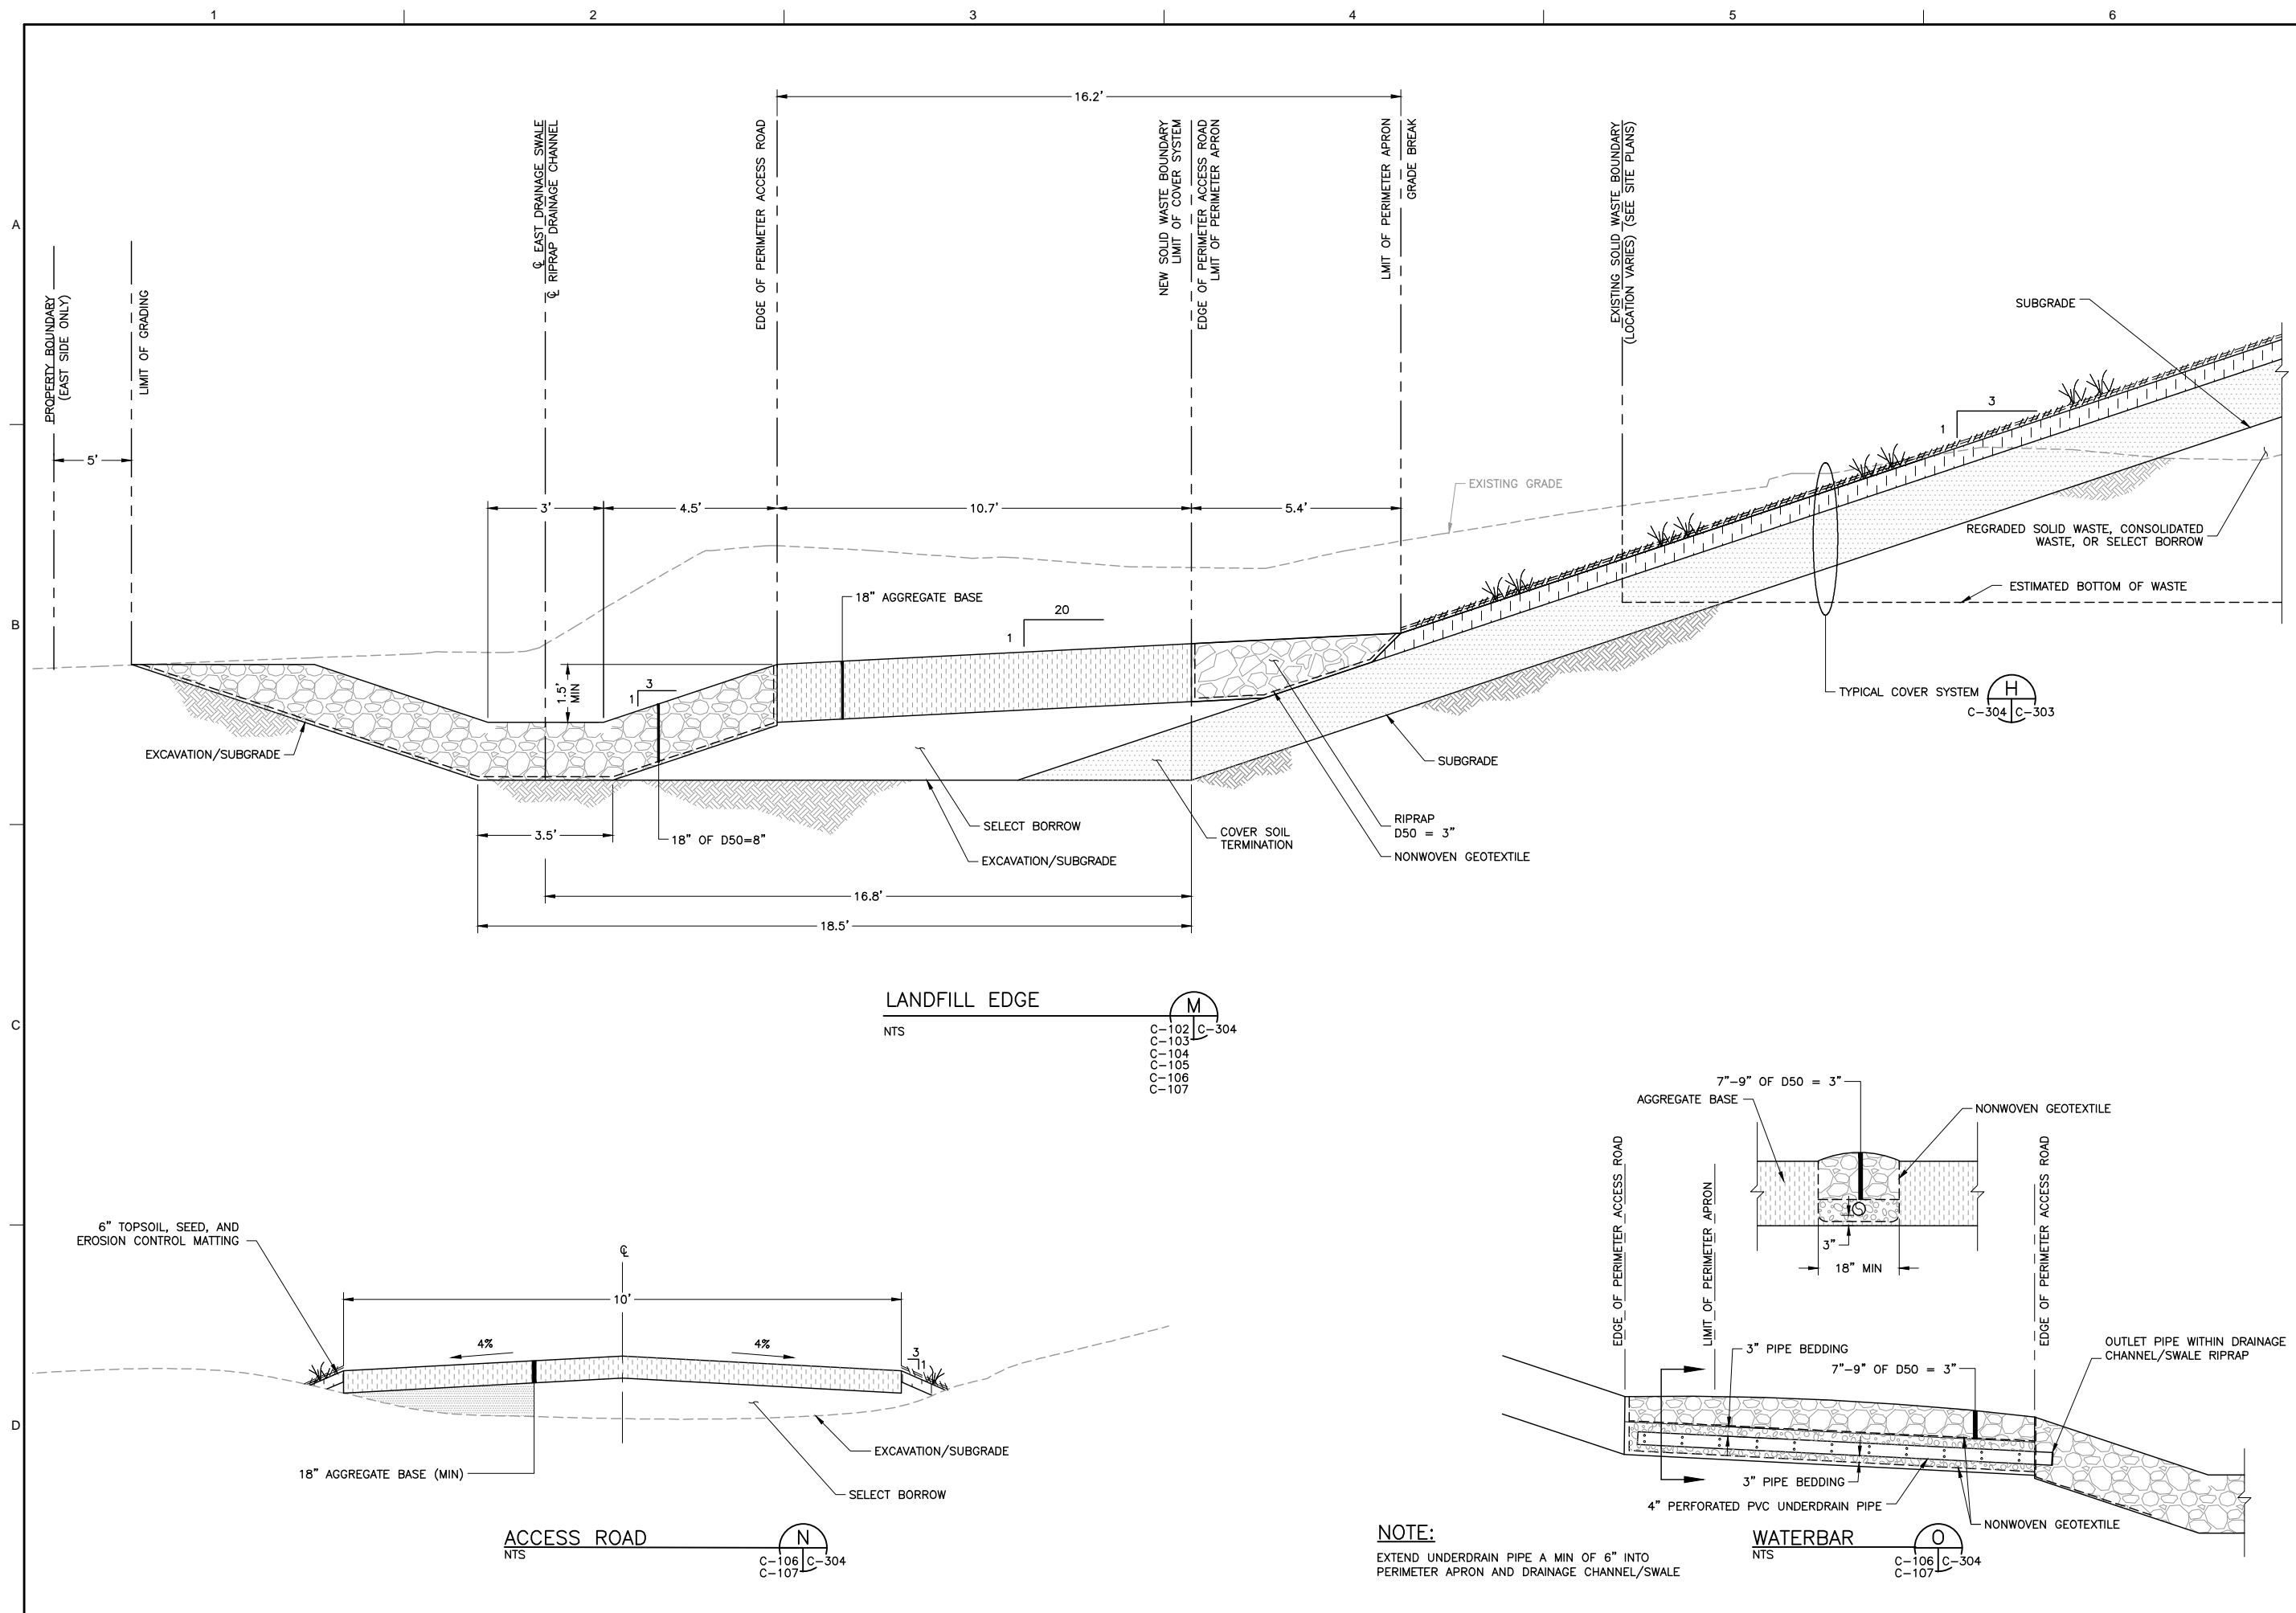 1
2
3
4
5
6
A
B
C
D
16.2'
PROPERTY BOUNDARY
(EAST SIDE ONLY)
LIMIT OF GRADING
℄ EAST DRAINAGE SWALE
℄ RIPRAP DRAINAGE CHANNEL
EDGE OF PERIMETER ACCESS ROAD
NEW SOLID WASTE BOUNDARY
LIMIT OF COVER SYSTEM
EDGE OF PERIMETER ACCESS ROAD
LMIT OF PERIMETER APRON
LMIT OF PERIMETER APRON
GRADE BREAK
EXISTING SOLID WASTE BOUNDARY
(LOCATION VARIES) (SEE SITE PLANS)
SUBGRADE
3
1
5'
3'
4.5'
10.7'
5.4'
EXISTING GRADE
REGRADED SOLID WASTE, CONSOLIDATED
WASTE, OR SELECT BORROW
ESTIMATED BOTTOM OF WASTE
18" AGGREGATE BASE
20
1
1.5'
MIN
3
1
TYPICAL COVER SYSTEM
H
C-304
C-303
EXCAVATION/SUBGRADE
SUBGRADE
3.5'
18" OF D50=8"
SELECT BORROW
EXCAVATION/SUBGRADE
COVER SOIL
TERMINATION
RIPRAP
D50 = 3"
NONWOVEN GEOTEXTILE
16.8'
18.5'
LANDFILL EDGE
NTS
M
C-102
C-304
C-103
C-104
C-105
C-106
C-107
6" TOPSOIL, SEED, AND
EROSION CONTROL MATTING
℄
10'
4%
4%
3
1
EXCAVATION/SUBGRADE
18" AGGREGATE BASE (MIN)
SELECT BORROW
ACCESS ROAD
NTS
N
C-106
C-304
C-107
7"-9" OF D50 = 3"
AGGREGATE BASE
NONWOVEN GEOTEXTILE
3"
18" MIN
EDGE OF PERIMETER ACCESS ROAD
LIMIT OF PERIMETER APRON
EDGE OF PERIMETER ACCESS ROAD
3" PIPE BEDDING
7"-9" OF D50 = 3"
OUTLET PIPE WITHIN DRAINAGE
CHANNEL/SWALE RIPRAP
3" PIPE BEDDING
4" PERFORATED PVC UNDERDRAIN PIPE
NONWOVEN GEOTEXTILE
NOTE:
EXTEND UNDERDRAIN PIPE A MIN OF 6" INTO
PERIMETER APRON AND DRAINAGE CHANNEL/SWALE
WATERBAR
NTS
O
C-106
C-304
C-107